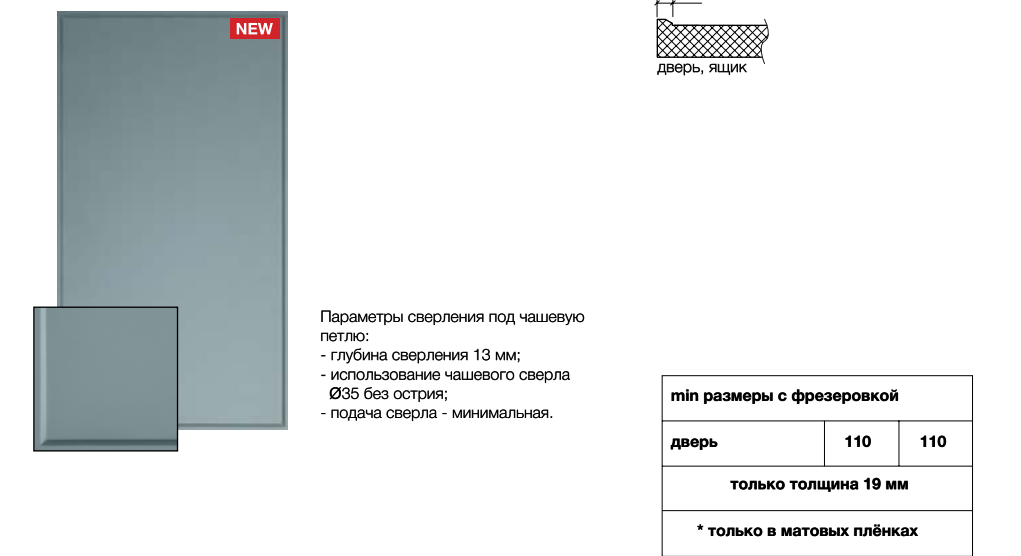 NEW
дверь, ящик
Параметры сверления под чашевую
петлю:
- глубина сверления 13 мм;
- использование чашевого сверла
Ø35 без острия;
- подача сверла - минимальная.
min размеры с фрезеровкой
дверь 110 110
только толщина 19 мм
* только в матовых плёнках